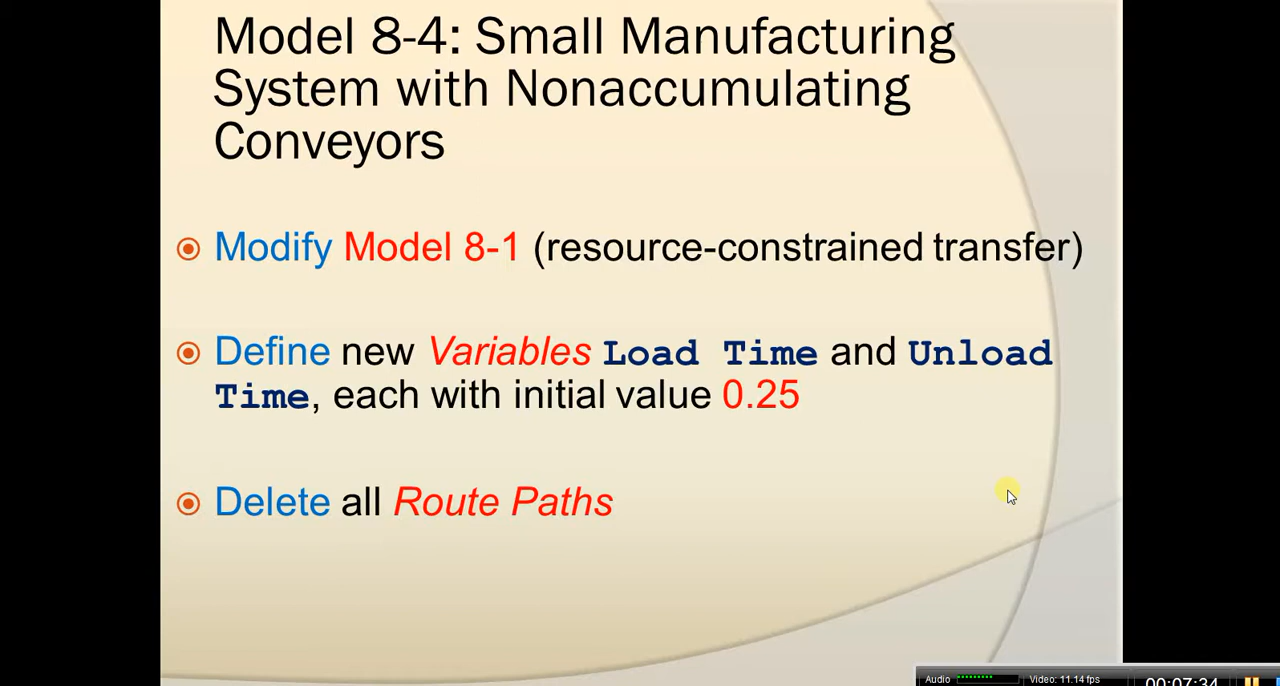 Model 8-4: Small Manufacturing
System with Nonaccumulating
Conveyors
Modify Model 8-1 (resource-constrained transfer)
Define new Variables Load Time and Unload
Time, each with initial value 0.25
Delete all Route Paths
Audio
Video: 11.14 fps
00:07:34